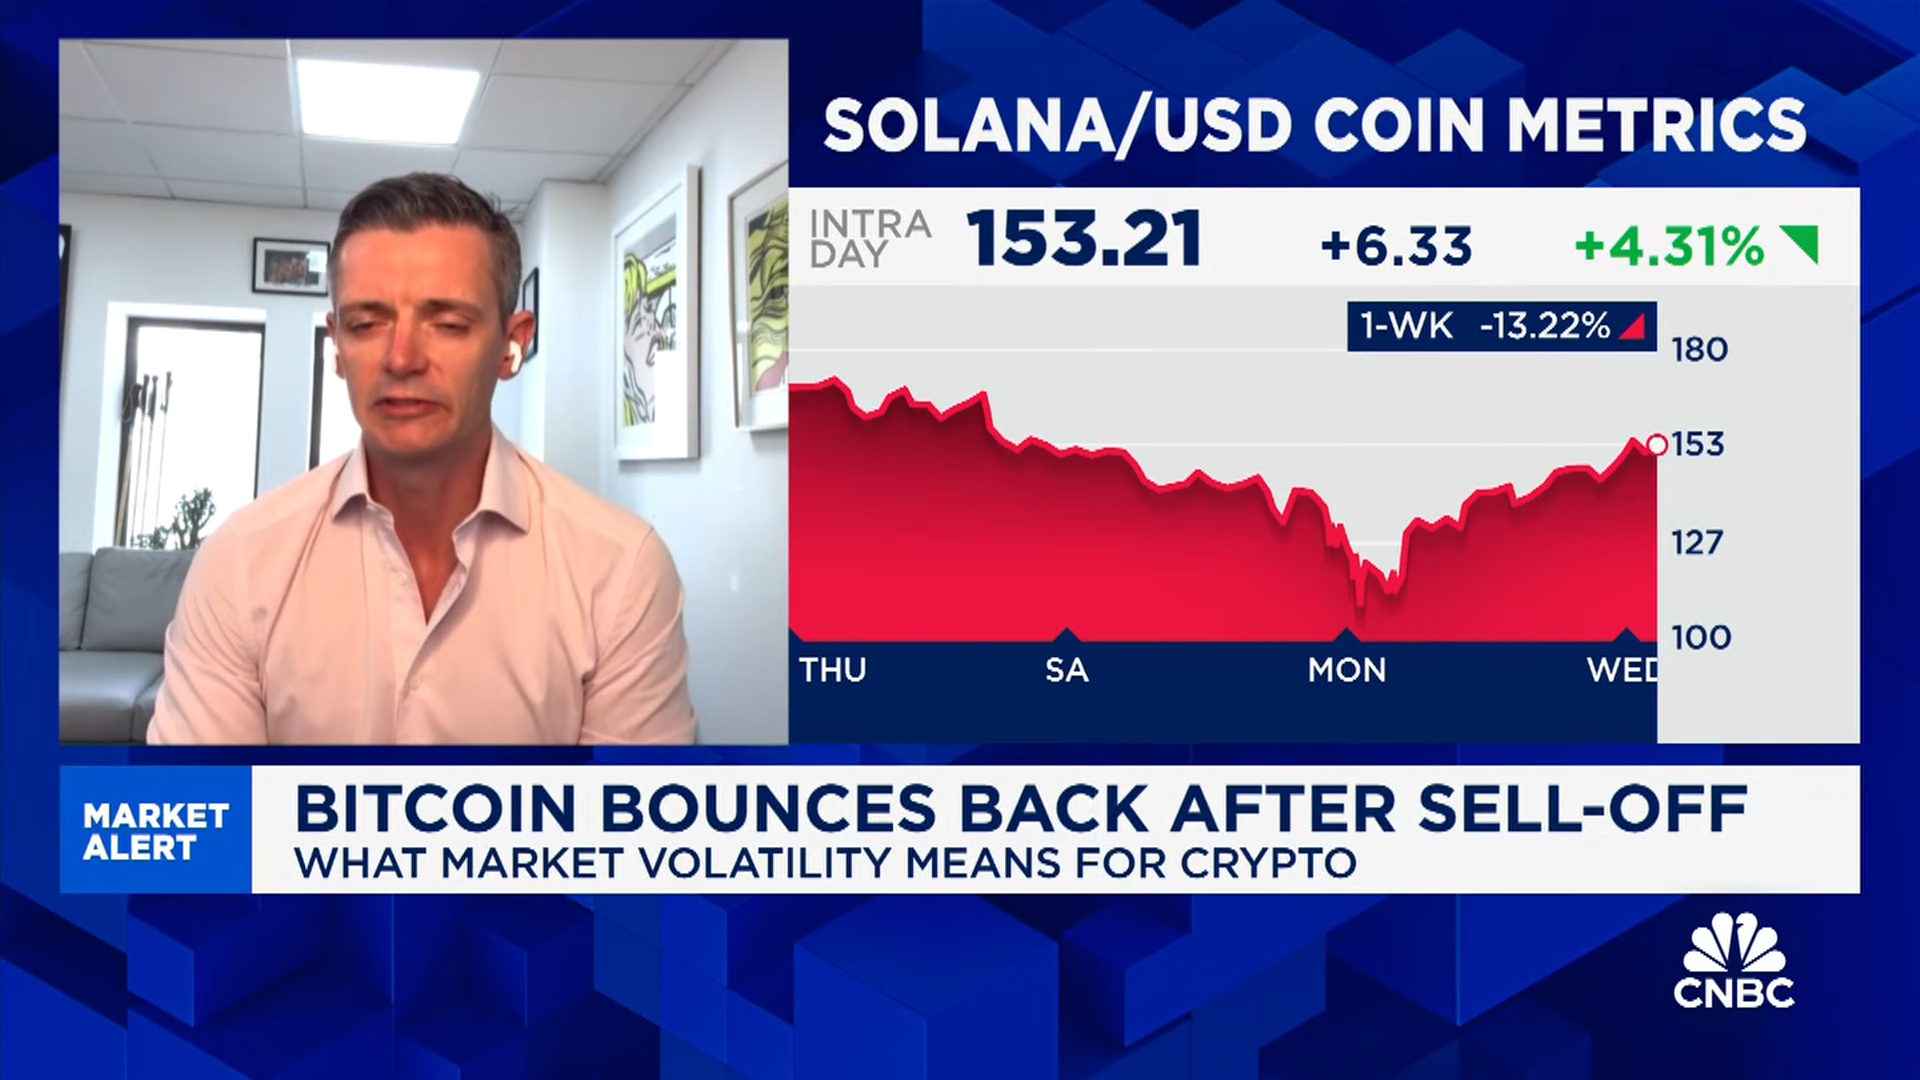 SOLANA/USD COIN METRICS
INTRA DAY 153.21 +6.33 +4.31%
1-WK -13.22%
180
153
127
100
THU SA MON WED
MARKET ALERT
BITCOIN BOUNCES BACK AFTER SELL-OFF
WHAT MARKET VOLATILITY MEANS FOR CRYPTO
CNBC